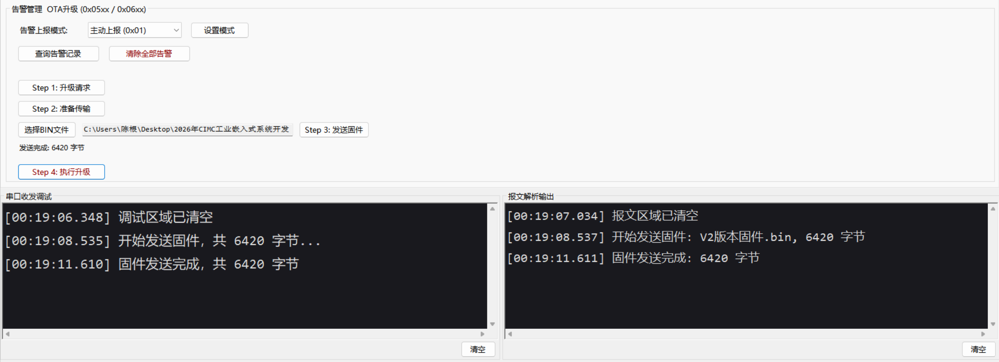 告警管理 OTA升级 (0x05xx / 0x06xx)
告警上报模式: 主动上报 (0x01) 设置模式
查询告警记录 清除全部告警
Step 1: 升级请求
Step 2: 准备传输
选择BIN文件 C:\Users\陈根\Desktop\2026年CIMC工业嵌入式系统开发 Step 3: 发送固件
发送完成: 6420 字节
Step 4: 执行升级
串口收发调试
[00:19:06.348] 调试区域已清空
[00:19:08.535] 开始发送固件, 共 6420 字节...
[00:19:11.610] 固件发送完成, 共 6420 字节
清空
报文解析输出
[00:19:07.034] 报文区域已清空
[00:19:08.537] 开始发送固件: V2版本固件.bin, 6420 字节
[00:19:11.611] 固件发送完成: 6420 字节
清空